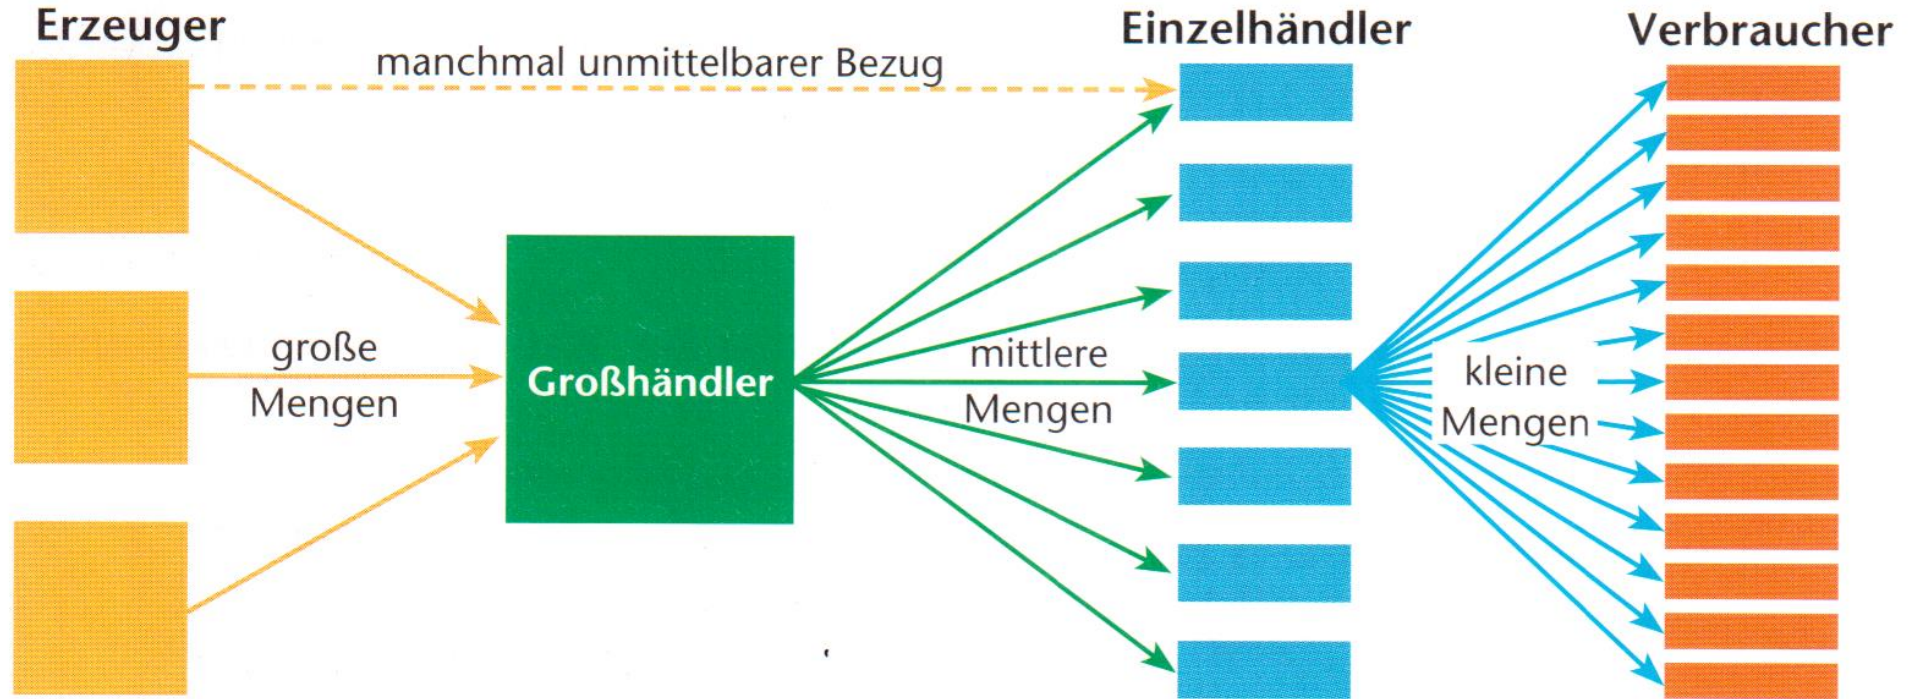 Erzeuger
manchmal unmittelbarer Bezug
Einzelhändler
Verbraucher
große
Mengen
Großhändler
mittlere
Mengen
kleine
Mengen